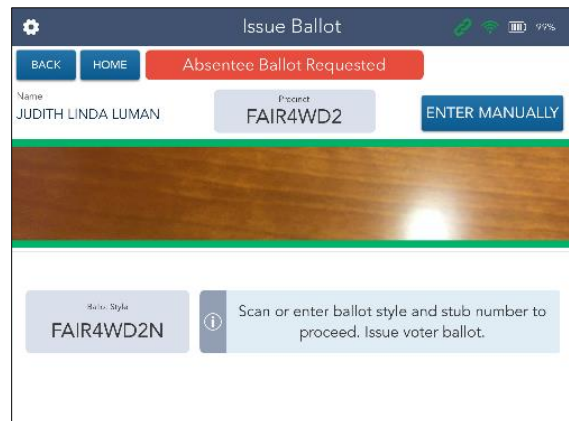 Issue Ballot
99%
BACK
HOME
Absentee Ballot Requested
Name
JUDITH LINDA LUMAN
Precinct
FAIR4WD2
ENTER MANUALLY
Ballot Style
FAIR4WD2N
Scan or enter ballot style and stub number to
proceed. Issue voter ballot.